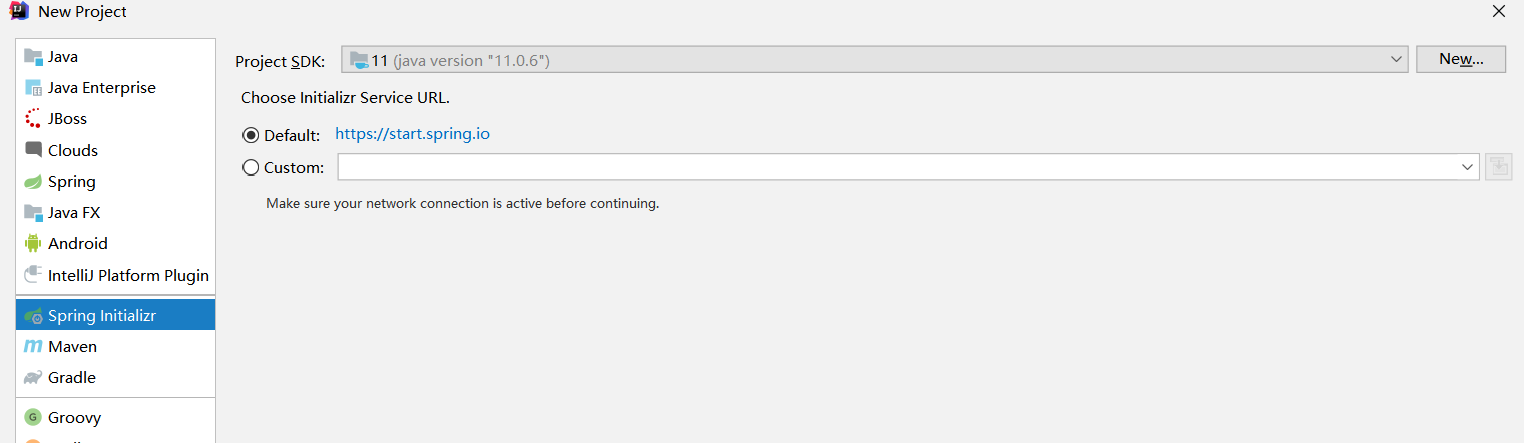 New Project
Java
Java Enterprise
JBoss
Clouds
Spring
Java FX
Android
IntelliJ Platform Plugin
Spring Initializr
Maven
Gradle
Groovy
Project SDK: 11 (java version "11.0.6") New...
Choose Initializr Service URL.
Default: https://start.spring.io
Custom:
Make sure your network connection is active before continuing.